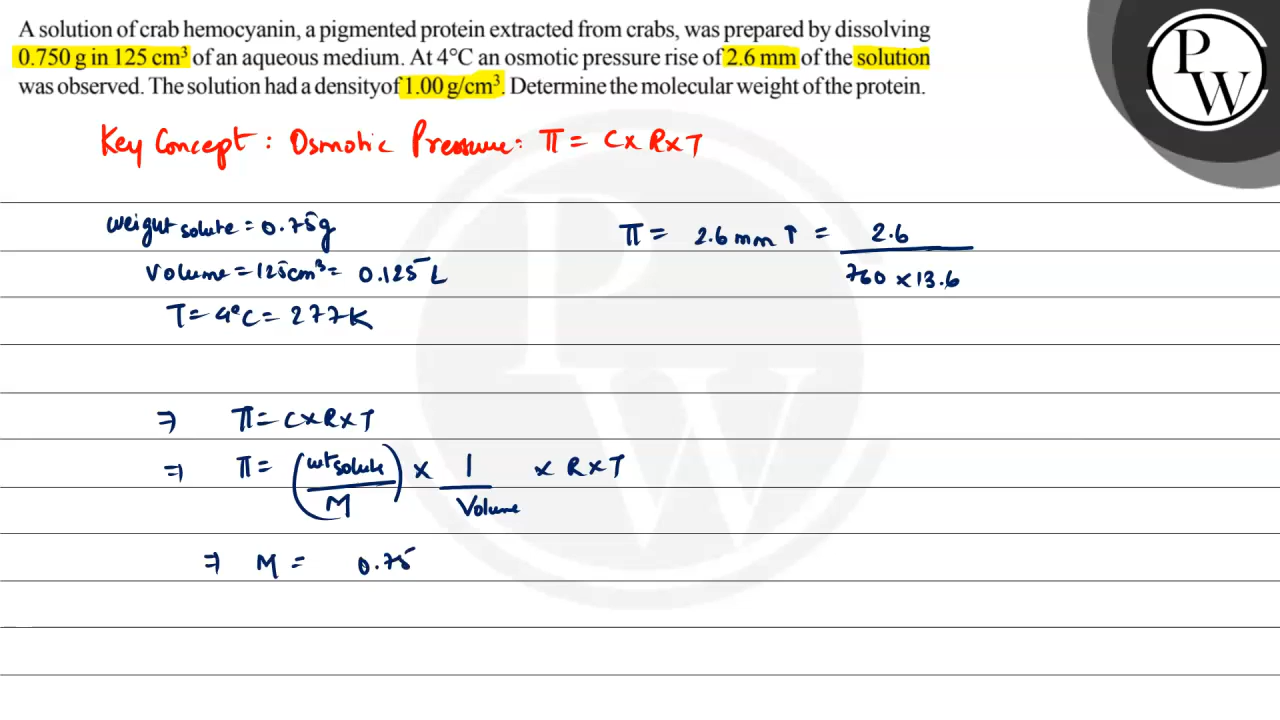 A solution of crab hemocyanin, a pigmented protein extracted from crabs, was prepared by dissolving
0.750 g in 125 cm³ of an aqueous medium. At 4°C an osmotic pressure rise of 2.6 mm of the solution
was observed. The solution had a densityof 1.00 g/cm³. Determine the molecular weight of the protein.
Key Concept : Osmotic Pressure: π = C×R×T
weight solute = 0.75g
Volume = 125cm³ = 0.125 L
T = 4°C = 277K
π = 2.6 mm ↑ = 2.6 / 760 × 13.6
⇒ π = C×R×T
⇒ π = (wt solute / M) × 1 / Volume × R×T
⇒ M = 0.75
PW
PW